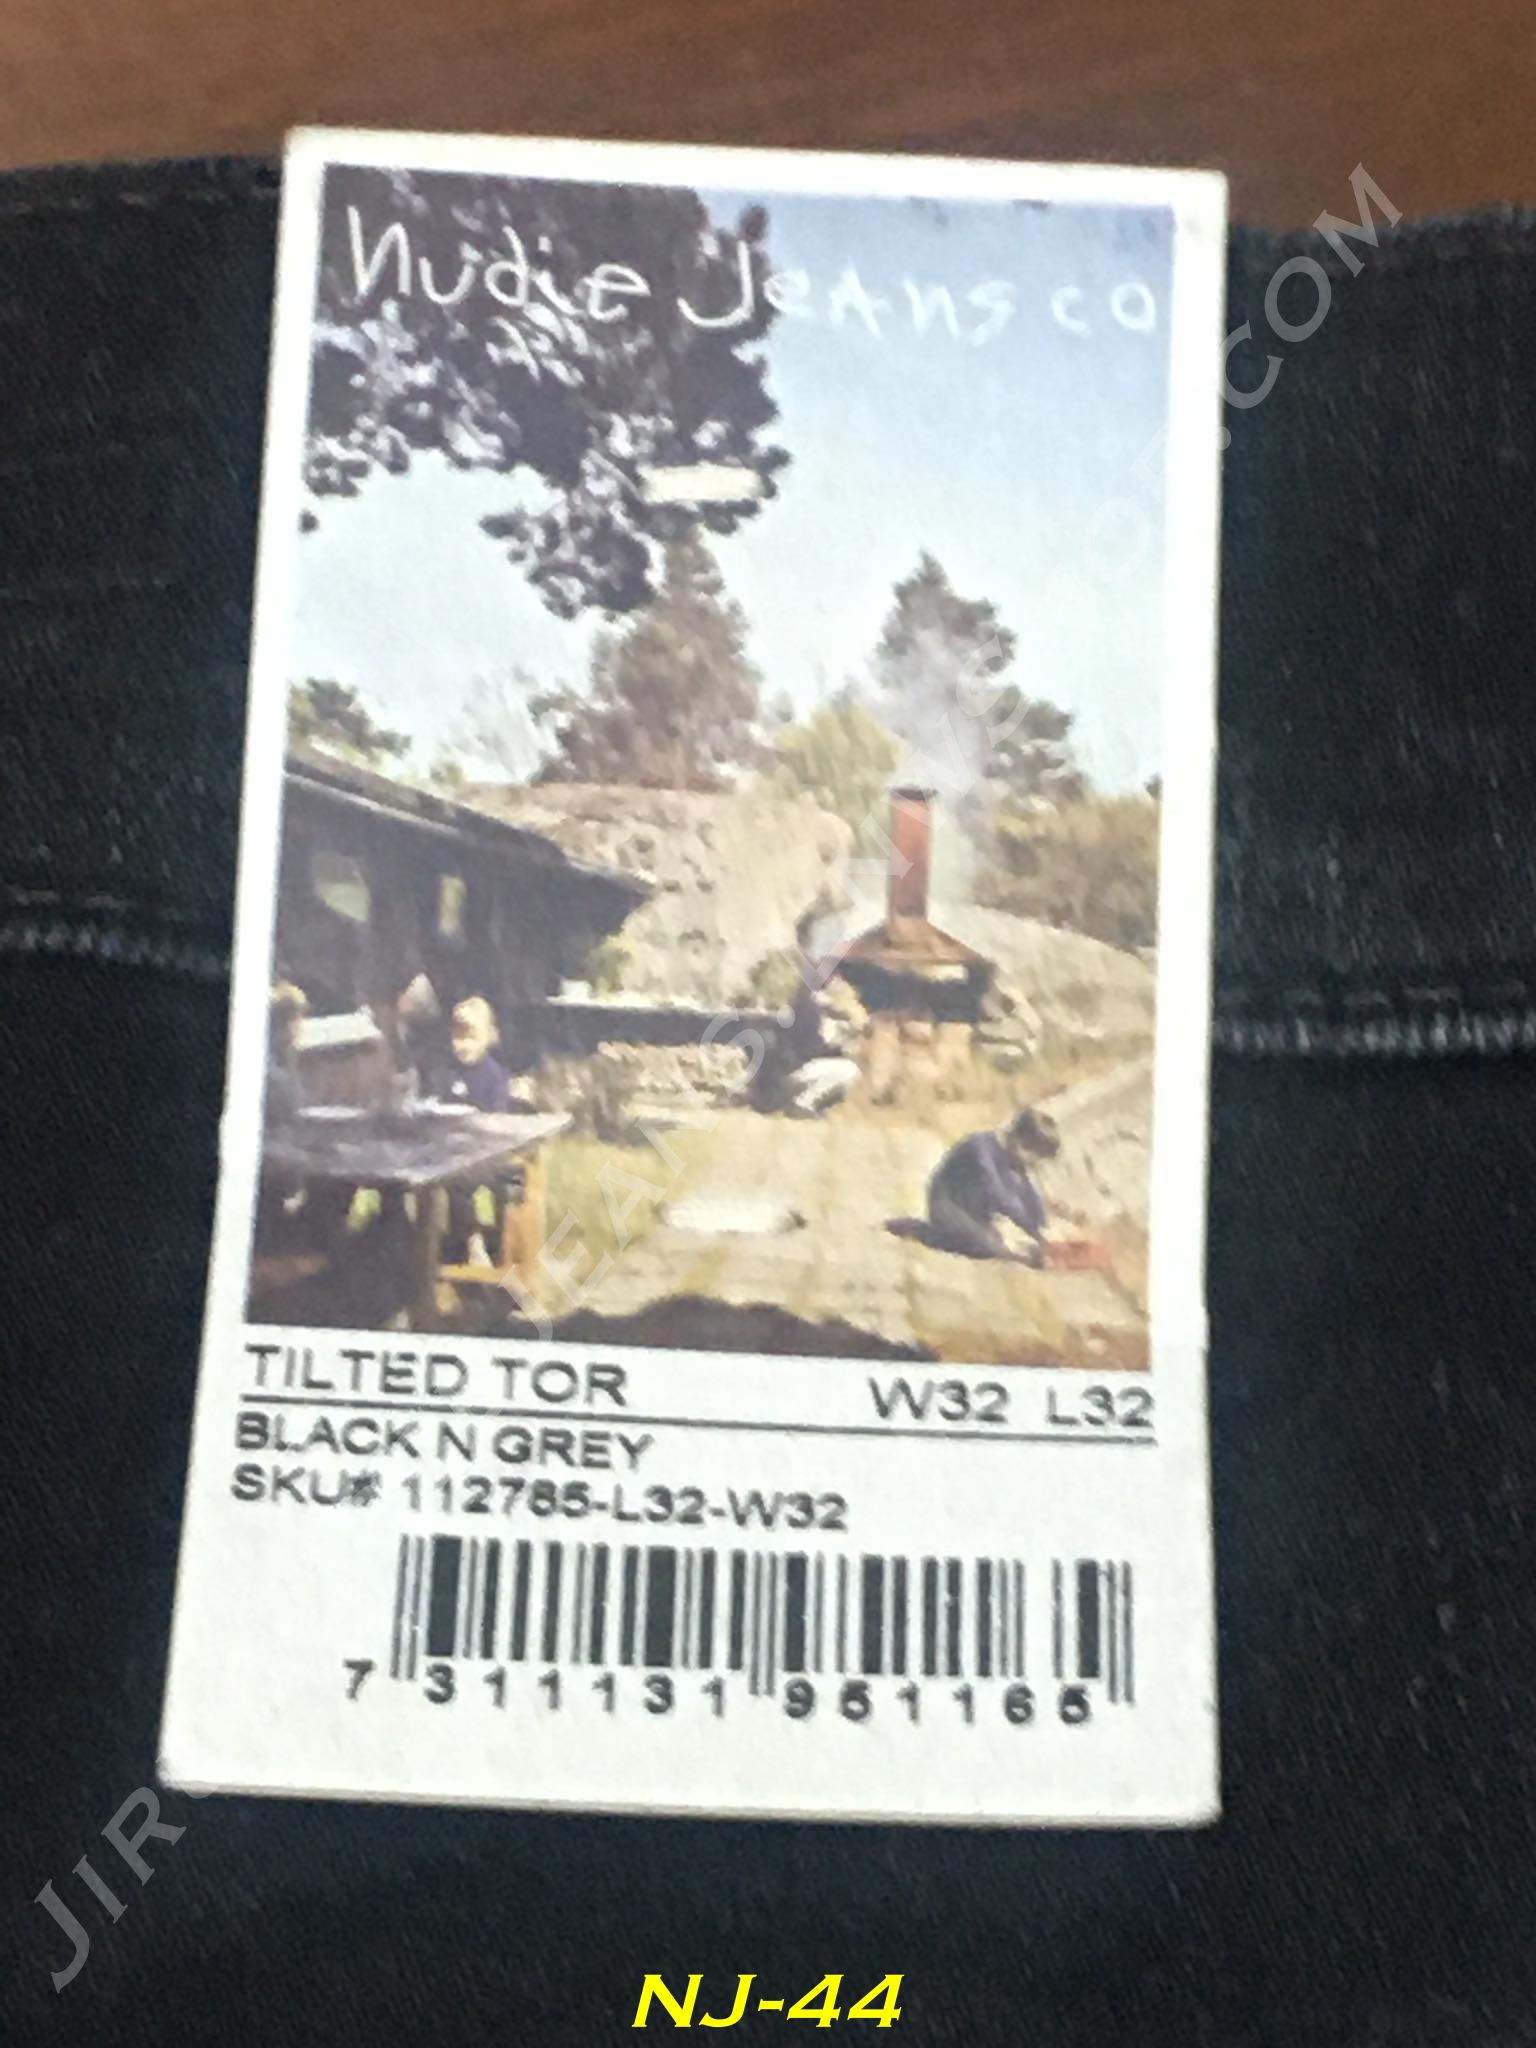 nudie Jeans co
TILTED TOR W32 L32
BLACK N GREY
SKU# 112785-L32-W32
7 311131 951165
NJ-44